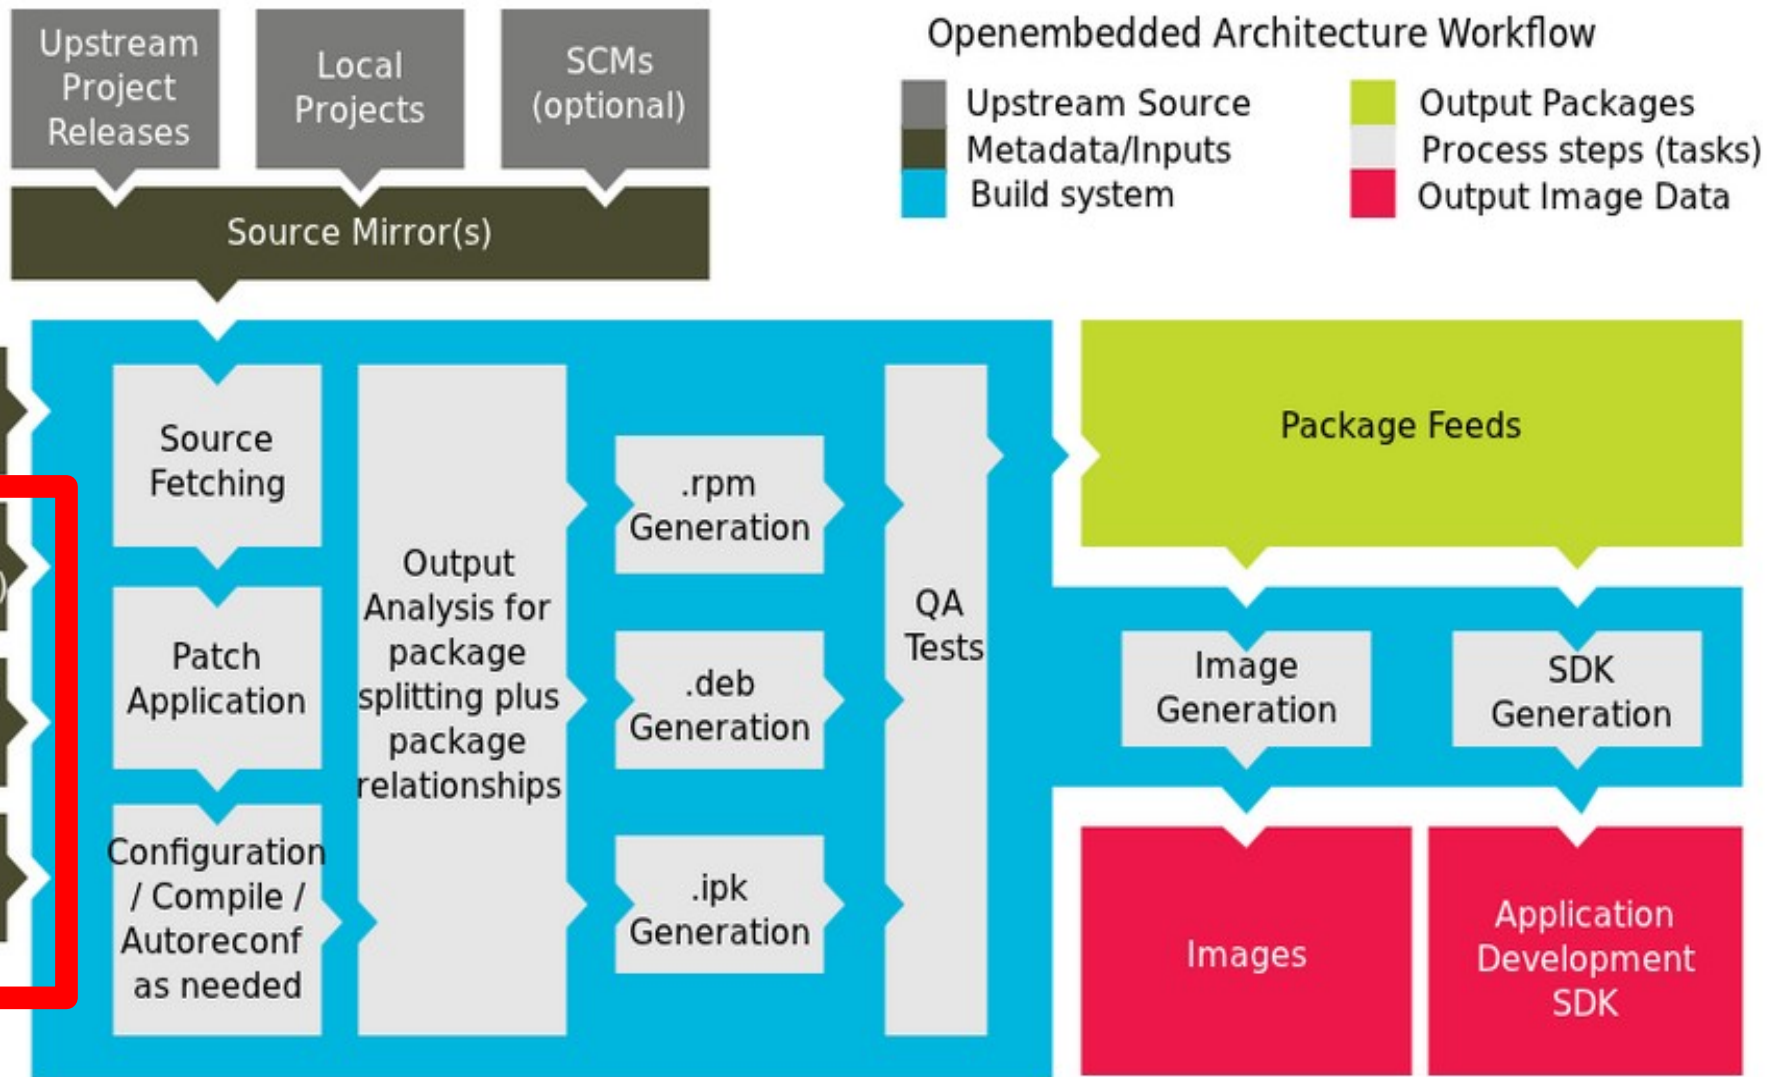 Upstream
Project
Releases
Local
Projects
SCMs
(optional)
Source Mirror(s)
Openembedded Architecture Workflow
Upstream Source
Metadata/Inputs
Build system
Output Packages
Process steps (tasks)
Output Image Data
)
Source
Fetching
Patch
Application
Configuration
/ Compile /
Autoreconf
as needed
Output
Analysis for
package
splitting plus
package
relationships
.rpm
Generation
.deb
Generation
.ipk
Generation
QA
Tests
Package Feeds
Image
Generation
SDK
Generation
Images
Application
Development
SDK